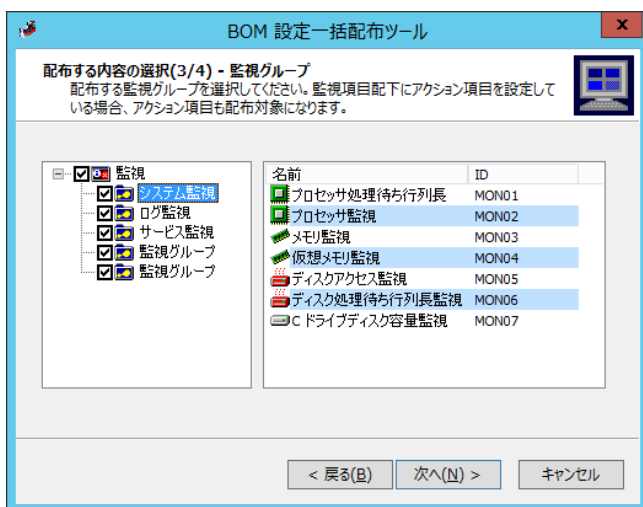 BOM 設定一括配布ツール
x
配布する内容の選択(3/4) - 監視グループ
配布する監視グループを選択してください。監視項目配下にアクション項目を設定して
いる場合、アクション項目も配布対象になります。
監視
システム監視
ログ監視
サービス監視
監視グループ
監視グループ
名前 ID
プロセッサ処理待ち行列長 MON01
プロセッサ監視 MON02
メモリ監視 MON03
仮想メモリ監視 MON04
ディスクアクセス監視 MON05
ディスク処理待ち行列長監視 MON06
C ドライブディスク容量監視 MON07
< 戻る(B) 次へ(N) > キャンセル